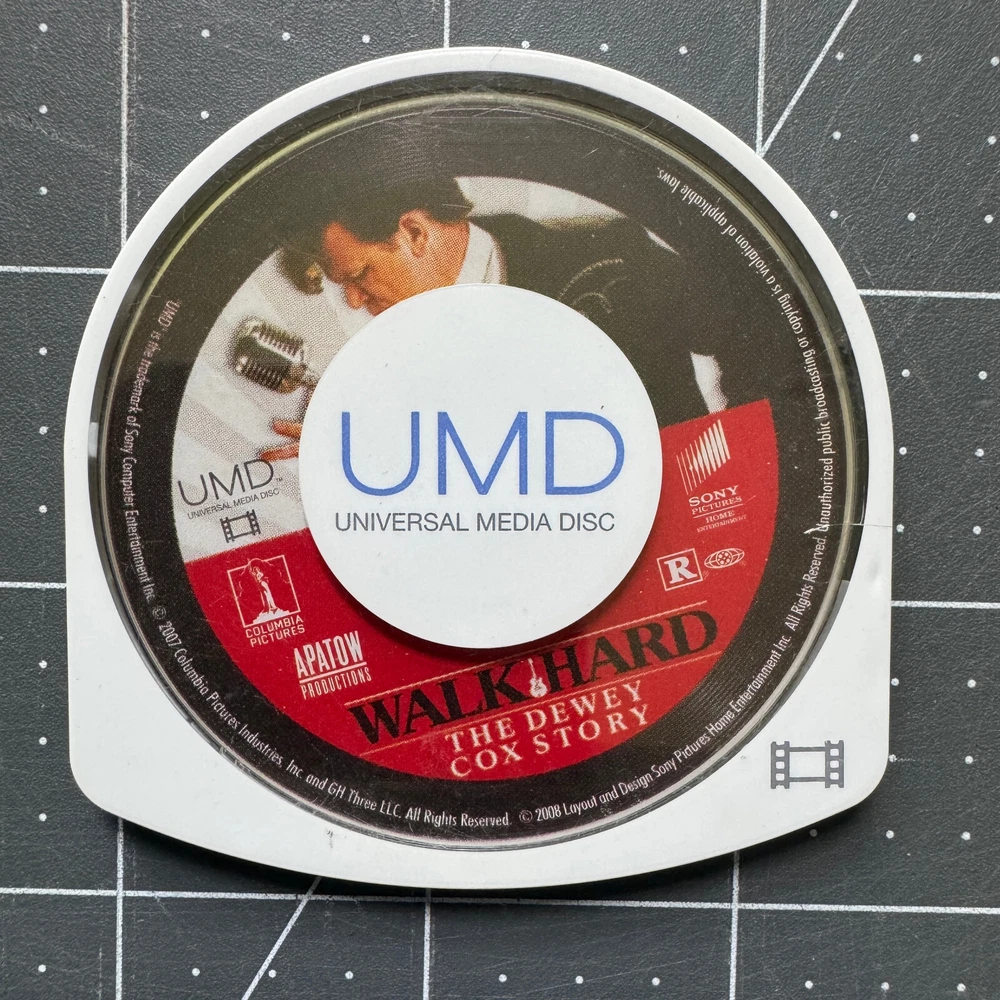 UMD
UNIVERSAL MEDIA DISC
UMD™
UNIVERSAL MEDIA DISC
SONY
PICTURES
HOME
ENTERTAINMENT
R
COLUMBIA
PICTURES
APATOW
PRODUCTIONS
WALK HARD
THE DEWEY
COX STORY
"UMD" is the trademark of Sony Computer Entertainment Inc. © 2007 Columbia Pictures Industries, Inc. and GH Three LLC. All Rights Reserved. © 2008 Layout and Design Sony Pictures Home Entertainment Inc. All Rights Reserved. Unauthorized public broadcasting or copying is a violation of applicable laws.